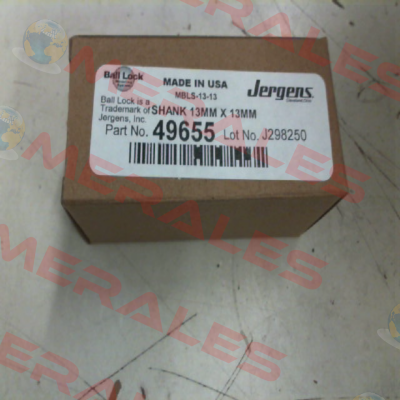 Ball Lock
MADE IN USA
Jergens
MBLS-13-13
Ball Lock is a
Trademark of
Jergens, Inc.
SHANK 13MM X 13MM
Part No. 49655 Lot No. J298250
MERALES
MERALES
MERALES